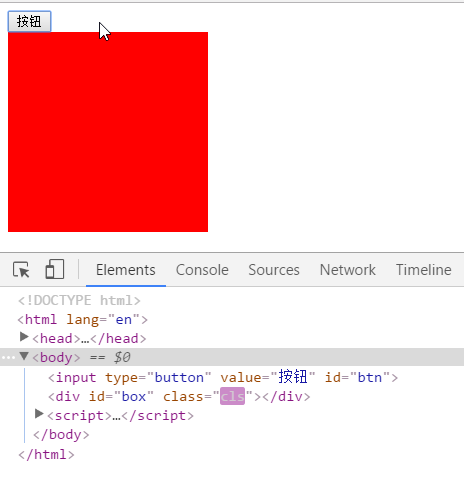 按钮
Elements Console Sources Network Timeline
<!DOCTYPE html>
<html lang="en">
<head>…</head>
<body> == $0
<input type="button" value="按钮" id="btn">
<div id="box" class="cls"></div>
<script>…</script>
</body>
</html>